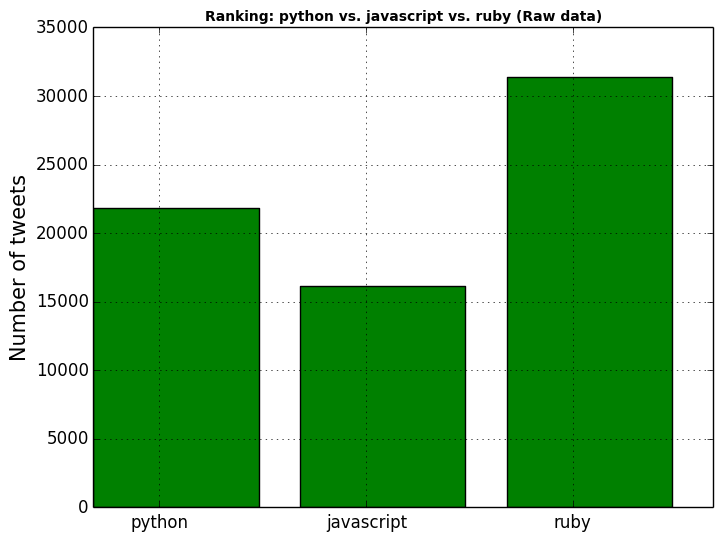 Ranking: python vs. javascript vs. ruby (Raw data)
Number of tweets
35000
30000
25000
20000
15000
10000
5000
0
python javascript ruby